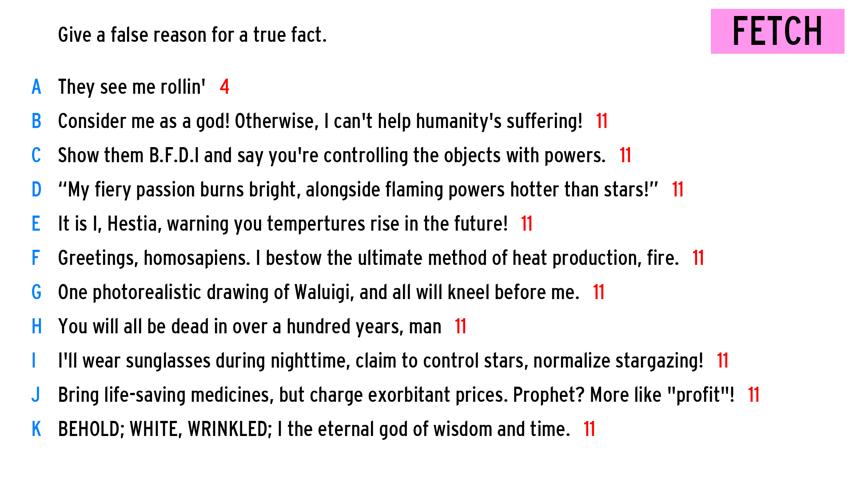 Give a false reason for a true fact.
FETCH
A They see me rollin' 4
B Consider me as a god! Otherwise, I can't help humanity's suffering! 11
C Show them B.F.D.I and say you're controlling the objects with powers. 11
D “My fiery passion burns bright, alongside flaming powers hotter than stars!” 11
E It is I, Hestia, warning you tempertures rise in the future! 11
F Greetings, homosapiens. I bestow the ultimate method of heat production, fire. 11
G One photorealistic drawing of Waluigi, and all will kneel before me. 11
H You will all be dead in over a hundred years, man 11
I I'll wear sunglasses during nighttime, claim to control stars, normalize stargazing! 11
J Bring life-saving medicines, but charge exorbitant prices. Prophet? More like "profit"! 11
K BEHOLD; WHITE, WRINKLED; I the eternal god of wisdom and time. 11